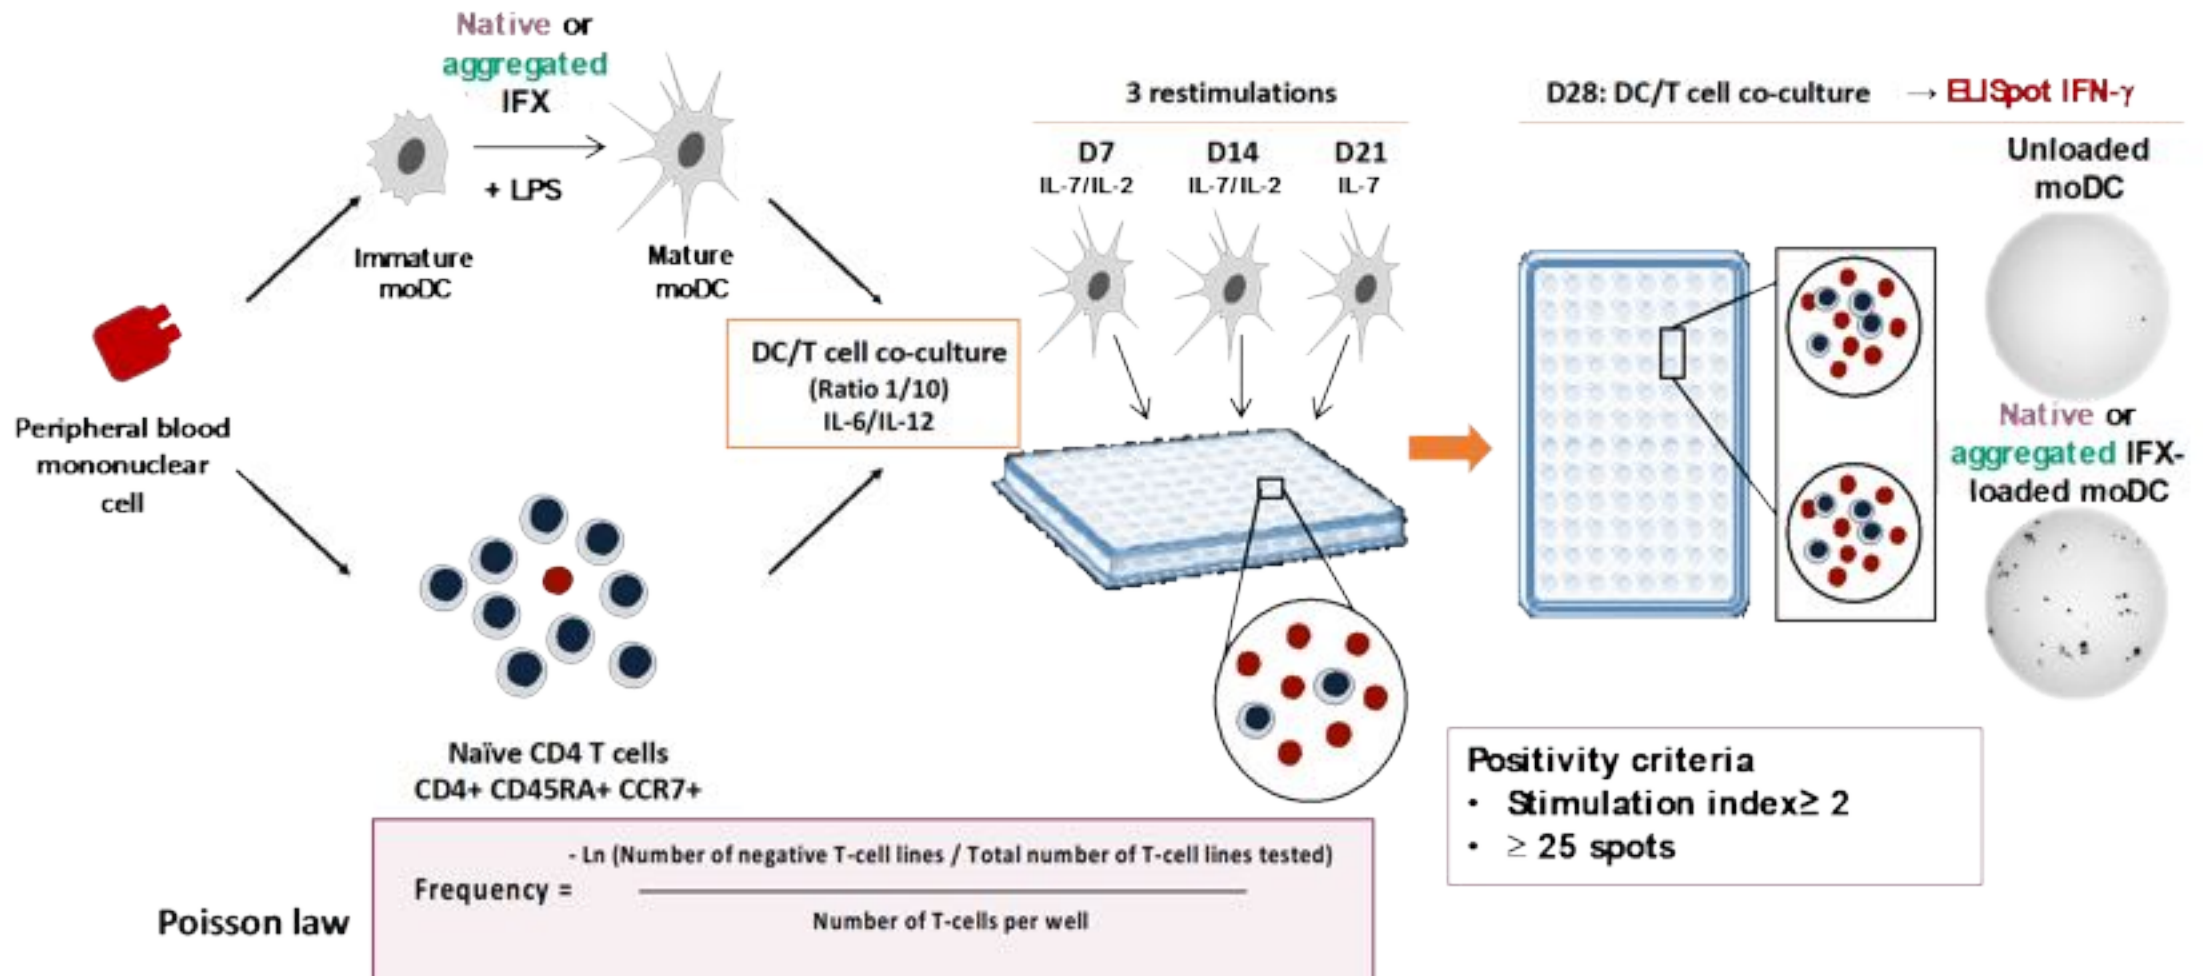 Native or
aggregated
IFX
+ LPS
Immature
moDC
Mature
moDC
Peripheral blood
mononuclear
cell
Naïve CD4 T cells
CD4+ CD45RA+ CCR7+
DC/T cell co-culture
(Ratio 1/10)
IL-6/IL-12
3 restimulations
D7
IL-7/IL-2
D14
IL-7/IL-2
D21
IL-7
D28: DC/T cell co-culture → ELISpot IFN-γ
Unloaded
moDC
Native or
aggregated IFX-
loaded moDC
Positivity criteria
• Stimulation index≥ 2
• ≥ 25 spots
Poisson law
Frequency =
- Ln (Number of negative T-cell lines / Total number of T-cell lines tested)
Number of T-cells per well